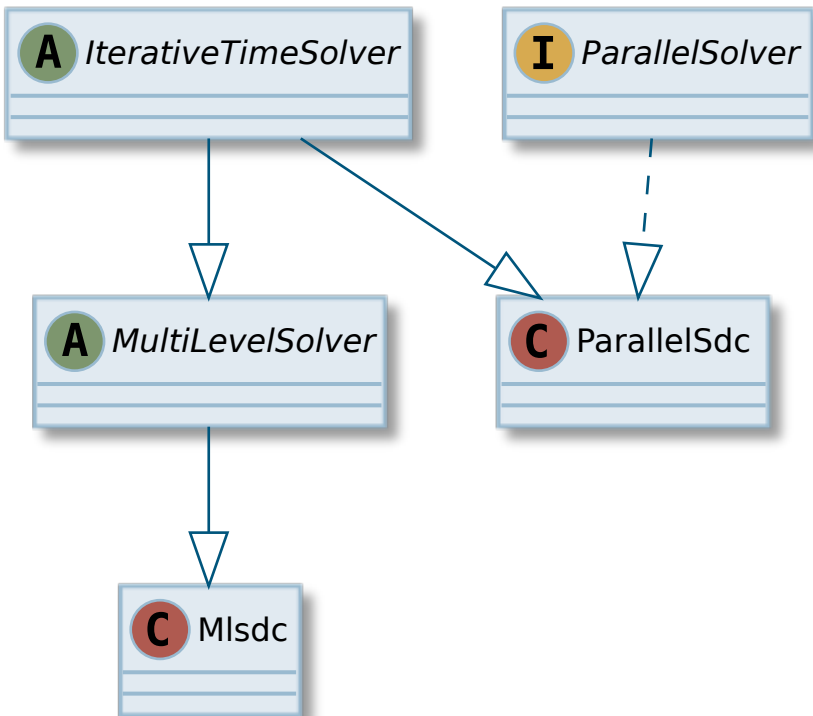 A IterativeTimeSolver
I ParallelSolver
A MultiLevelSolver
C ParallelSdc
C Mlsdc